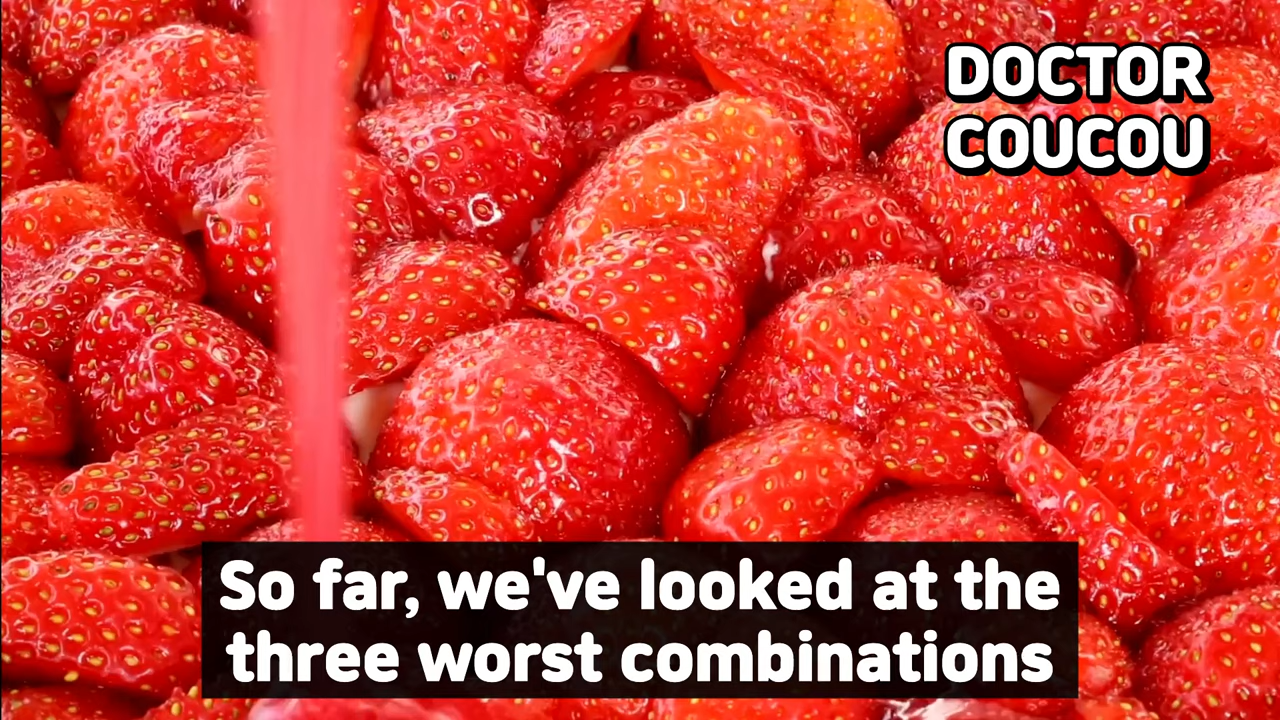 DOCTOR
COUCOU
So far, we've looked at the
three worst combinations